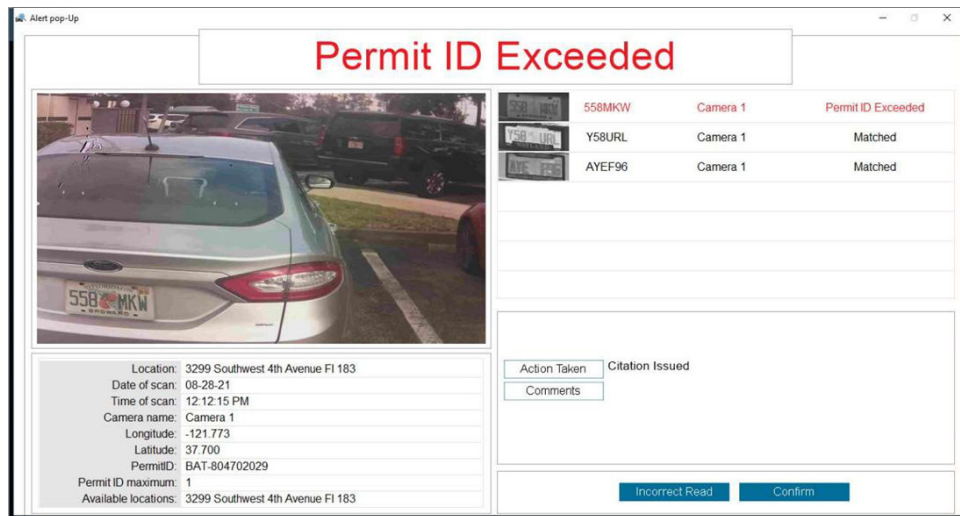 Alert pop-Up
Permit ID Exceeded
558 MKW
BROWARD
558MKW Camera 1 Permit ID Exceeded
Y58URL Camera 1 Matched
AYEF96 Camera 1 Matched
Location: 3299 Southwest 4th Avenue Fl 183
Date of scan: 08-28-21
Time of scan: 12:12:15 PM
Camera name: Camera 1
Longitude: -121.773
Latitude: 37.700
PermitID: BAT-804702029
Permit ID maximum: 1
Available locations: 3299 Southwest 4th Avenue Fl 183
Action Taken Citation Issued
Comments
Incorrect Read Confirm